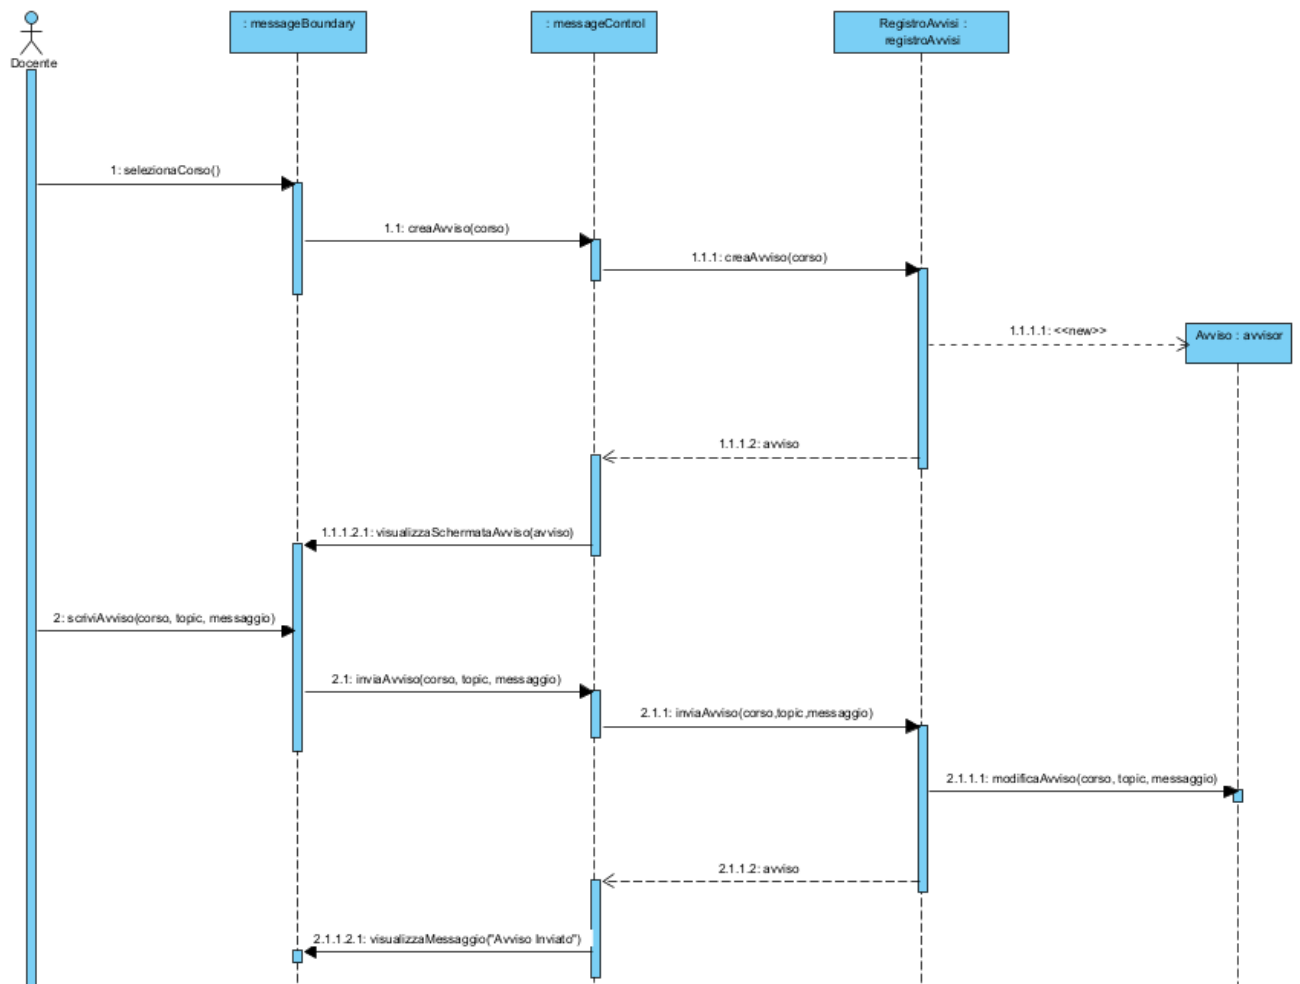 : messageBoundary
: messageControl
RegistroAvvisi :
registroAvvisi
Docente
1: selezionaCorso()
1.1: creaAvviso(corso)
1.1.1: creaAvviso(corso)
1.1.1.1: <<new>>
Avviso : avvisor
1.1.1.2: avviso
1.1.1.2.1: visualizzaSchermataAvviso(avviso)
2: scriviAvviso(corso, topic, messaggio)
2.1: inviaAvviso(corso, topic, messaggio)
2.1.1: inviaAvviso(corso,topic,messaggio)
2.1.1.1: modificaAvviso(corso, topic, messaggio)
2.1.1.2: avviso
2.1.1.2.1: visualizzaMessaggio("Avviso Inviato")